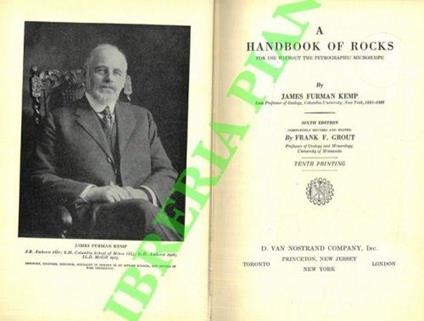 JAMES FURMAN KEMP
A
HANDBOOK OF ROCKS
FOR USE WITHOUT THE PETROGRAPHIC MICROSCOPE
By
JAMES FURMAN KEMP
Late Professor of Geology, Columbia University, New York,
SIXTH EDITION
COMPLETELY REVISED AND EDITED
By FRANK F. GROUT
Professor of Geology and Mineralogy,
University of Minnesota
TENTH PRINTING
D. VAN NOSTRAND COMPANY, Inc.
PRINCETON, NEW JERSEY
TORONTO LONDON
NEW YORK
LIBRERIA PIANI